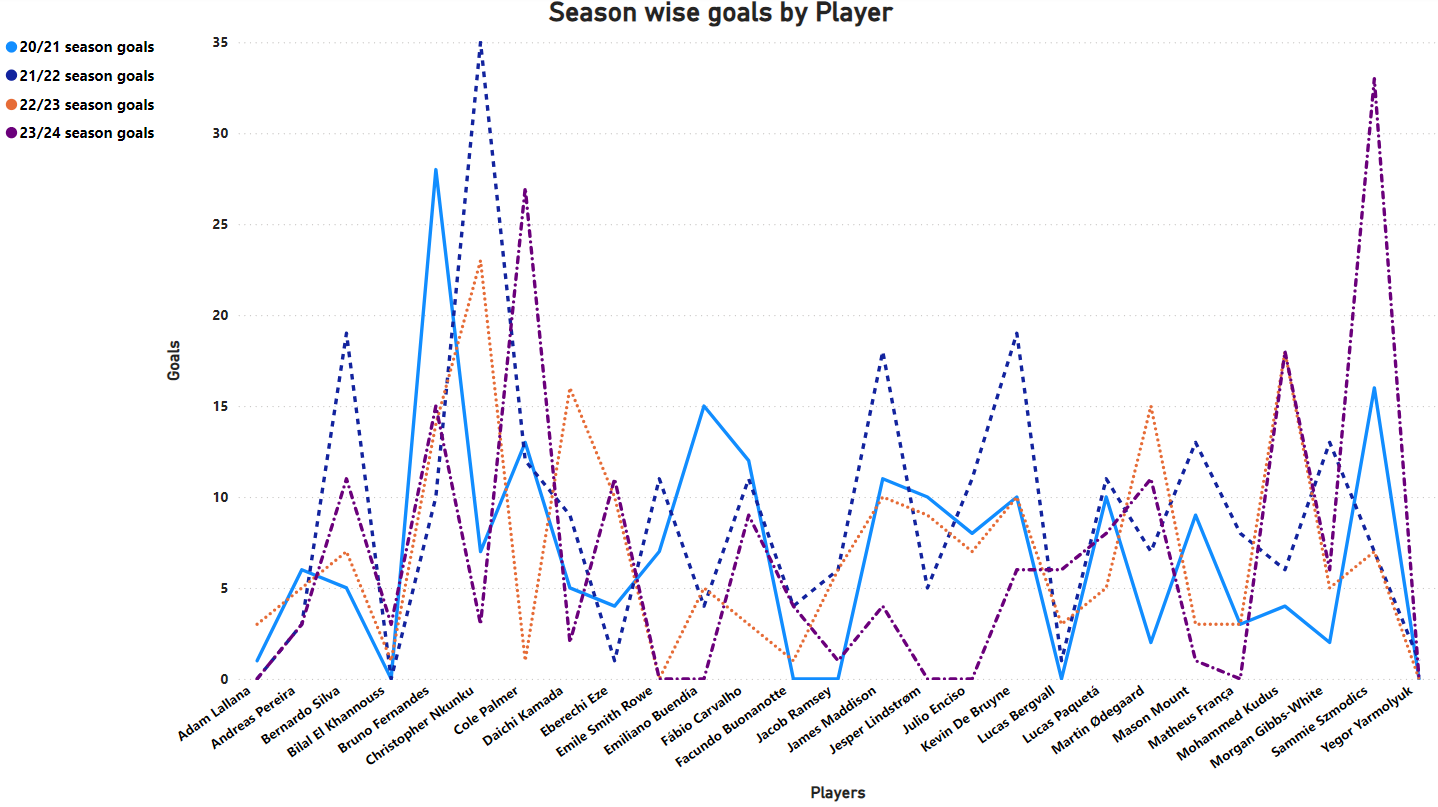 Season wise goals by Player
20/21 season goals
21/22 season goals
22/23 season goals
23/24 season goals
35
30
25
20
15
10
5
0
Goals
Adam Lallana
Andreas Pereira
Bernardo Silva
Bilal El Khannouss
Bruno Fernandes
Christopher Nkunku
Cole Palmer
Daichi Kamada
Eberechi Eze
Emile Smith Rowe
Emiliano Buendía
Fábio Carvalho
Facundo Buonanotte
Jacob Ramsey
James Maddison
Jesper Lindstrøm
Julio Enciso
Kevin De Bruyne
Lucas Bergvall
Lucas Paquetá
Martin Ødegaard
Mason Mount
Matheus França
Mohammed Kudus
Morgan Gibbs-White
Sammie Szmodics
Yegor Yarmolyuk
Players